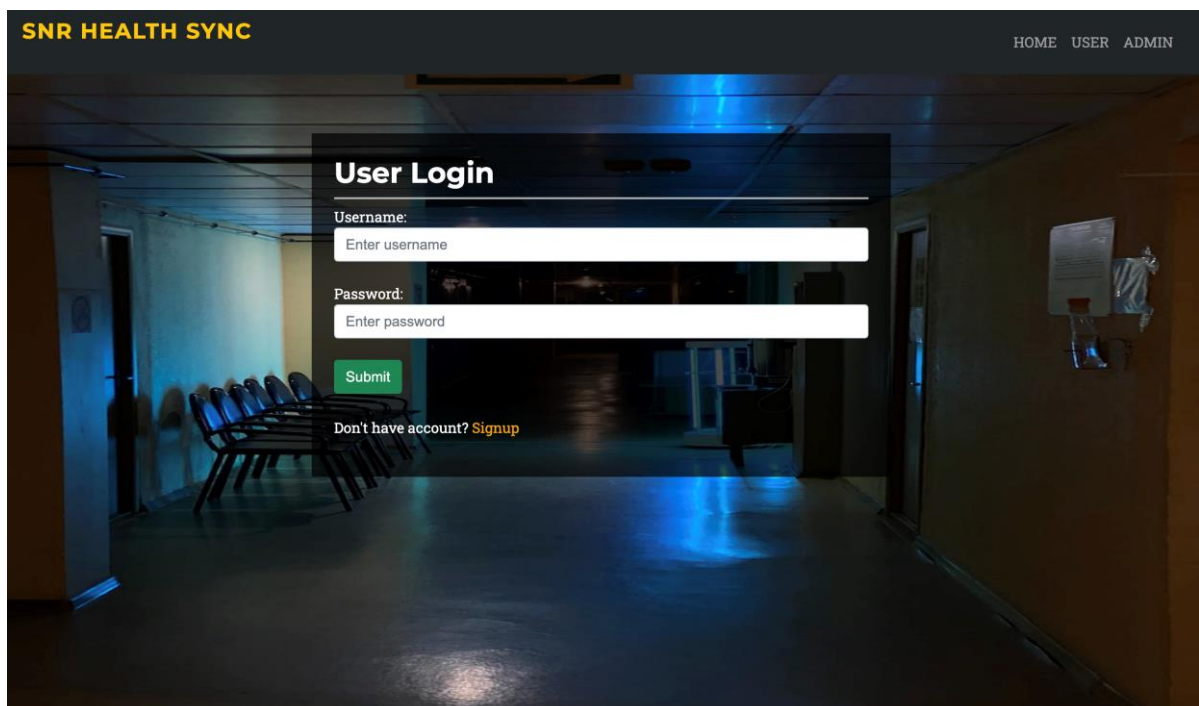 SNR HEALTH SYNC
HOME USER ADMIN
User Login
Username:
Enter username
Password:
Enter password
Submit
Don't have account? Signup